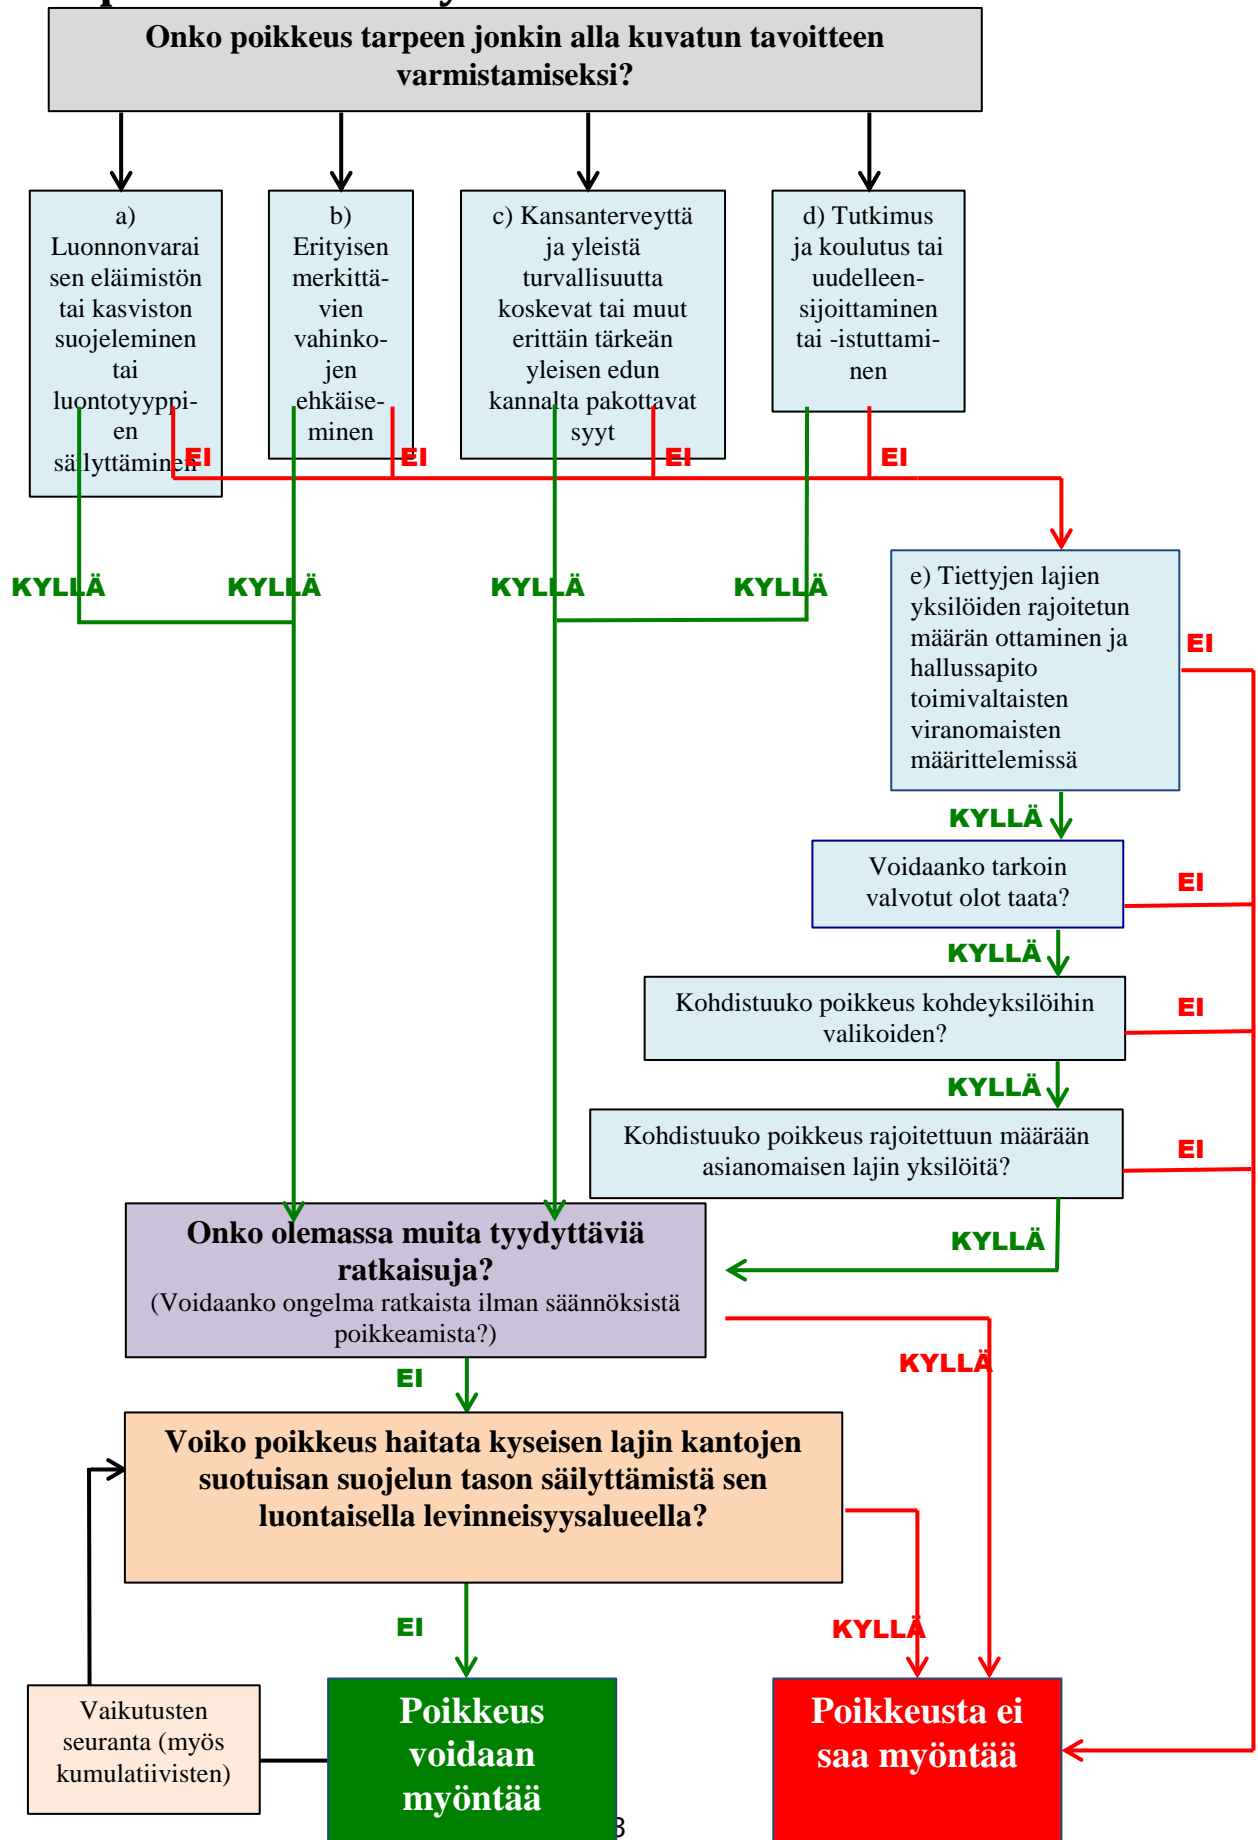 Onko poikkeus tarpeen jonkin alla kuvatun tavoitteen
varmistamiseksi?
a)
Luonnonvarai
sen eläimistön
tai kasviston
suojeleminen
tai
luontotyyppi-
en
säilyttäminen
b)
Erityisen
merkittä-
vien
vahinko-
jen
ehkäise-
minen
c) Kansanterveyttä
ja yleistä
turvallisuutta
koskevat tai muut
erittäin tärkeän
yleisen edun
kannalta pakottavat
syyt
d) Tutkimus
ja koulutus tai
uudelleen-
sijoittaminen
tai -istuttami-
nen
EI
EI
EI
EI
KYLLÄ
KYLLÄ
KYLLÄ
KYLLÄ
e) Tiettyjen lajien
yksilöiden rajoitetun
määrän ottaminen ja
hallussapito
toimivaltaisten
viranomaisten
määrittelemissä
EI
KYLLÄ
Voidaanko tarkoin
valvotut olot taata?
EI
KYLLÄ
Kohdistuuko poikkeus kohdeyksilöihin
valikoiden?
EI
KYLLÄ
Kohdistuuko poikkeus rajoitettuun määrään
asianomaisen lajin yksilöitä?
EI
KYLLÄ
Onko olemassa muita tyydyttäviä
ratkaisuja?
(Voidaanko ongelma ratkaista ilman säännöksistä
poikkeamista?)
KYLLÄ
EI
Voiko poikkeus haitata kyseisen lajin kantojen
suotuisan suojelun tason säilyttämistä sen
luontaisella levinneisyysalueella?
EI
KYLLÄ
Vaikutusten
seuranta (myös
kumulatiivisten)
Poikkeus
voidaan
myöntää
Poikkeusta ei
saa myöntää
3